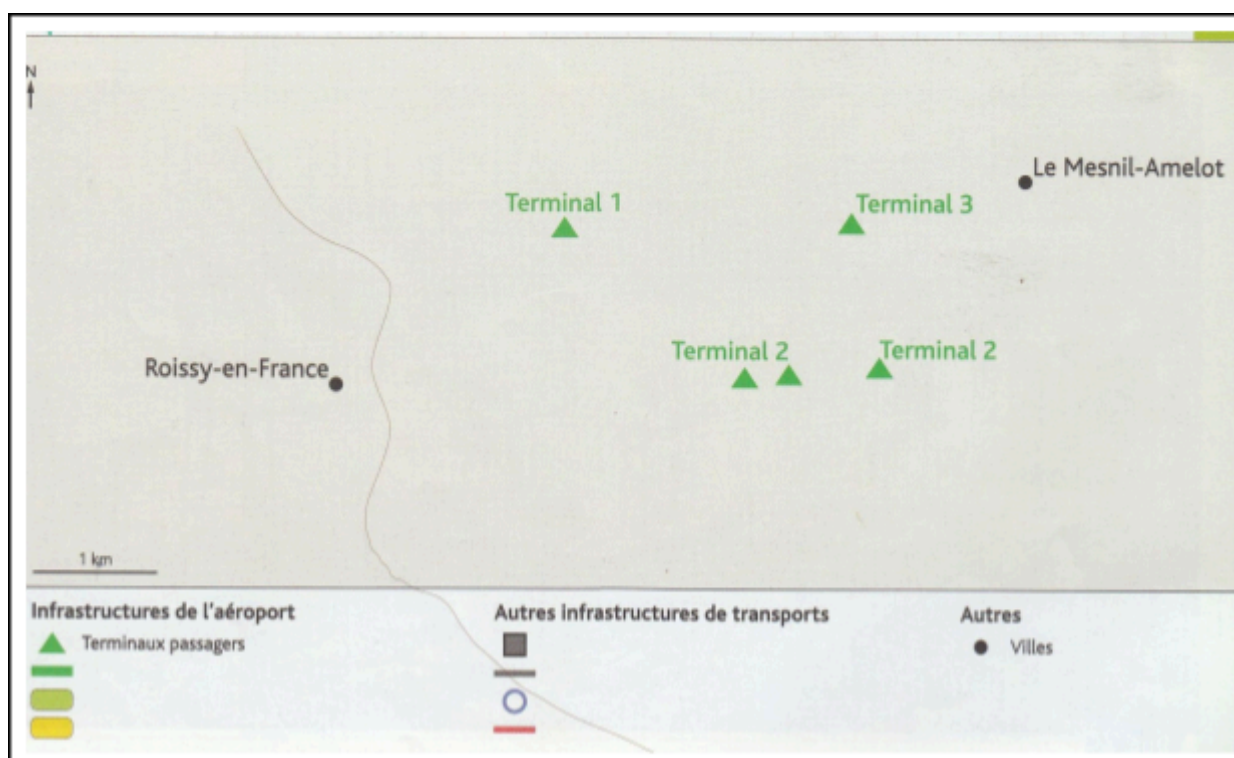 N
Le Mesnil-Amelot
Terminal 1
Terminal 3
Terminal 2
Terminal 2
Roissy-en-France
1 km
Infrastructures de l'aéroport
Terminaux passagers
Autres infrastructures de transports
Autres
Villes